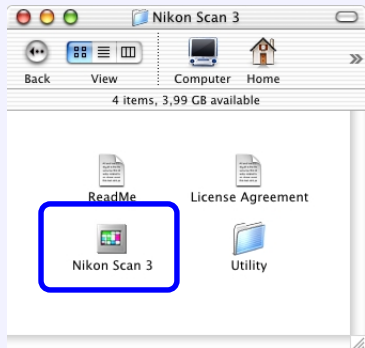 Nikon Scan 3
Back View Computer Home
4 items, 3,99 GB available
ReadMe License Agreement
Nikon Scan 3 Utility